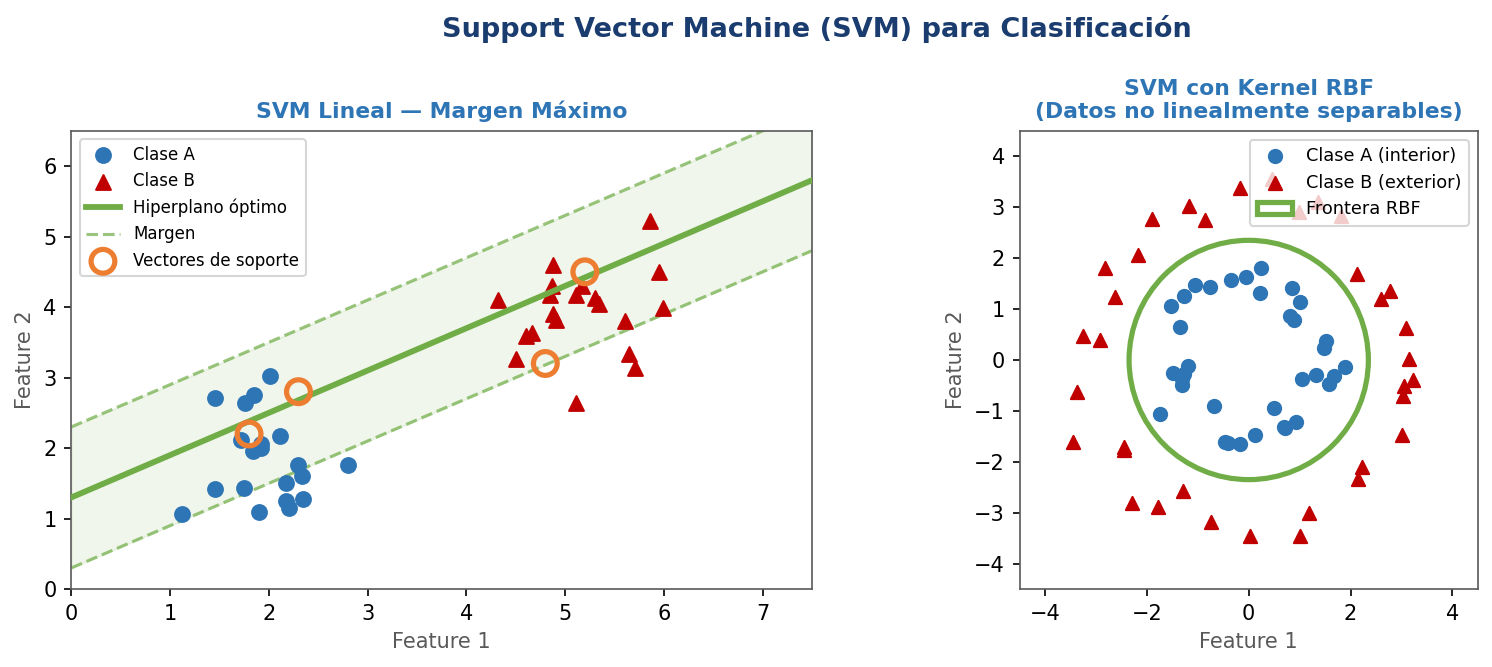 Support Vector Machine (SVM) para Clasificación
SVM Lineal — Margen Máximo
Clase A
Clase B
Hiperplano óptimo
Margen
Vectores de soporte
Feature 2
6
5
4
3
2
1
0
0 1 2 3 4 5 6 7
Feature 1
SVM con Kernel RBF
(Datos no linealmente separables)
Clase A (interior)
Clase B (exterior)
Frontera RBF
Feature 2
4
3
2
1
0
−1
−2
−3
−4
−4 −2 0 2 4
Feature 1